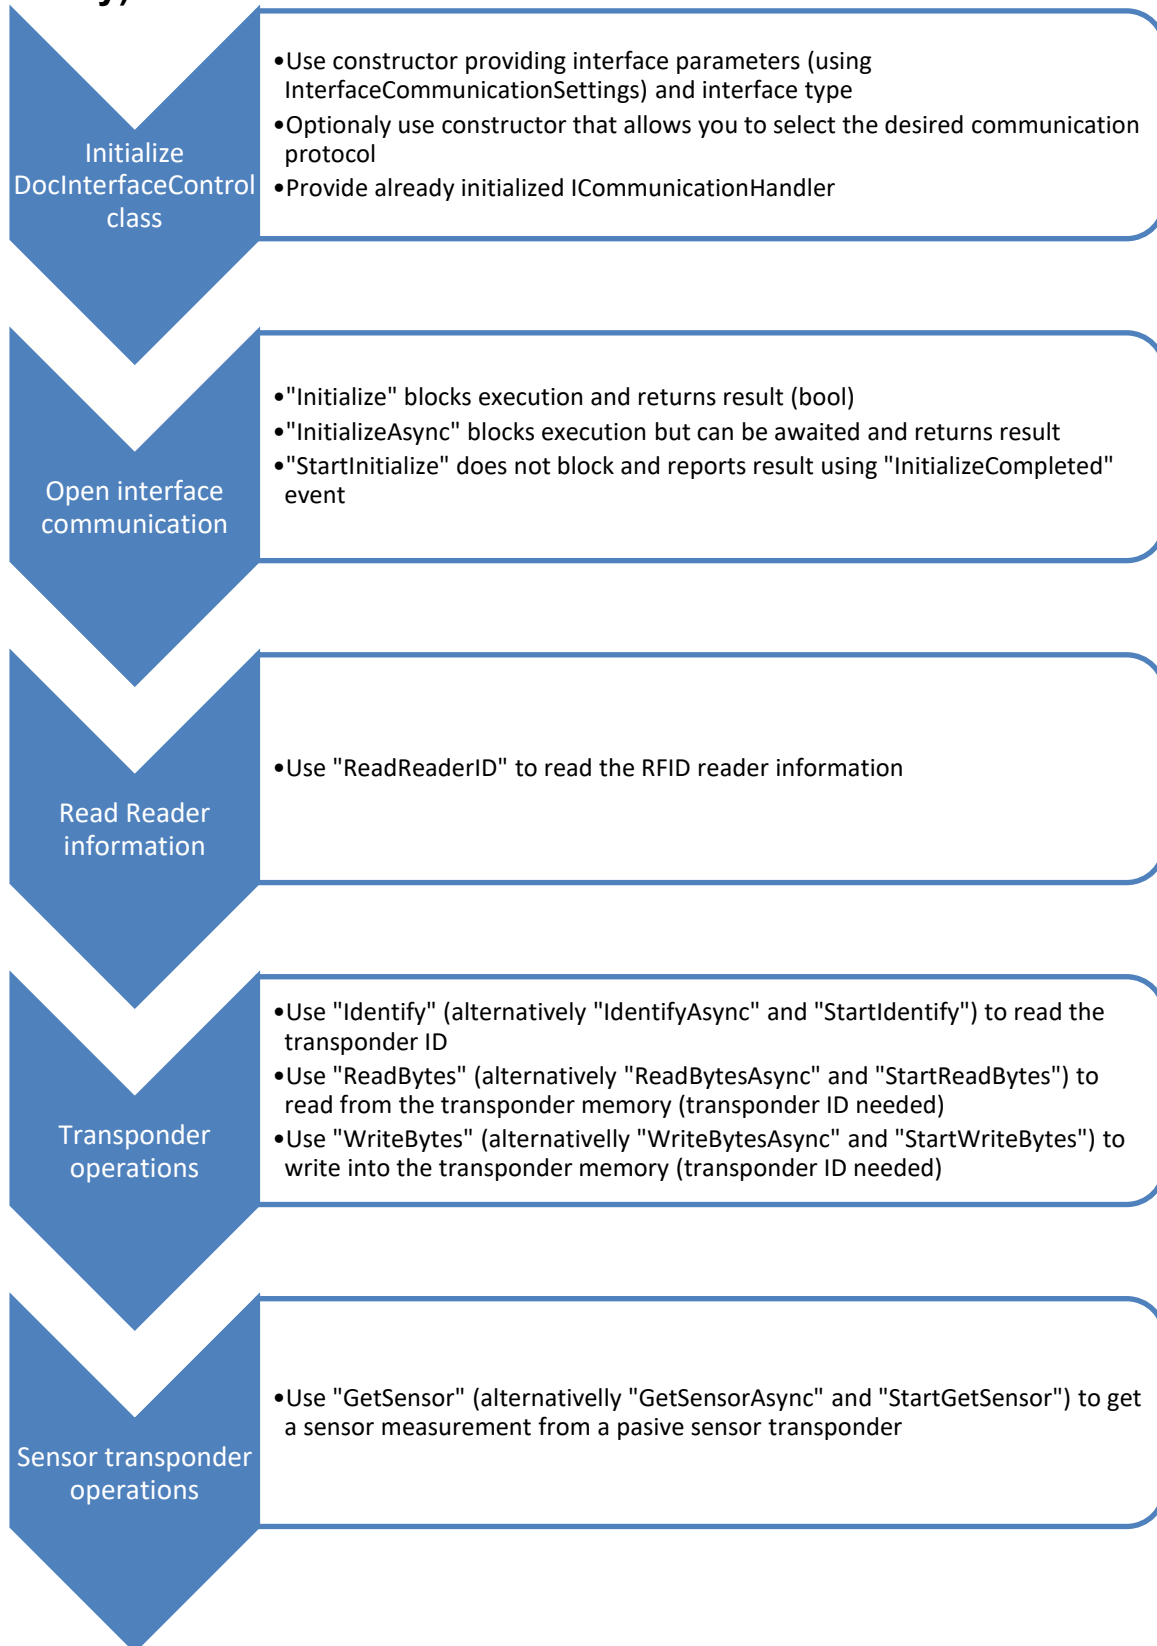 Initialize
DocInterfaceControl
class
•Use constructor providing interface parameters (using
InterfaceCommunicationSettings) and interface type
•Optionaly use constructor that allows you to select the desired communication
protocol
•Provide already initialized ICommunicationHandler
Open interface
communication
•"Initialize" blocks execution and returns result (bool)
•"InitializeAsync" blocks execution but can be awaited and returns result
•"StartInitialize" does not block and reports result using "InitializeCompleted"
event
Read Reader
information
•Use "ReadReaderID" to read the RFID reader information
Transponder
operations
•Use "Identify" (alternatively "IdentifyAsync" and "StartIdentify") to read the
transponder ID
•Use "ReadBytes" (alternatively "ReadBytesAsync" and "StartReadBytes") to
read from the transponder memory (transponder ID needed)
•Use "WriteBytes" (alternativelly "WriteBytesAsync" and "StartWriteBytes") to
write into the transponder memory (transponder ID needed)
Sensor transponder
operations
•Use "GetSensor" (alternativelly "GetSensorAsync" and "StartGetSensor") to get
a sensor measurement from a pasive sensor transponder